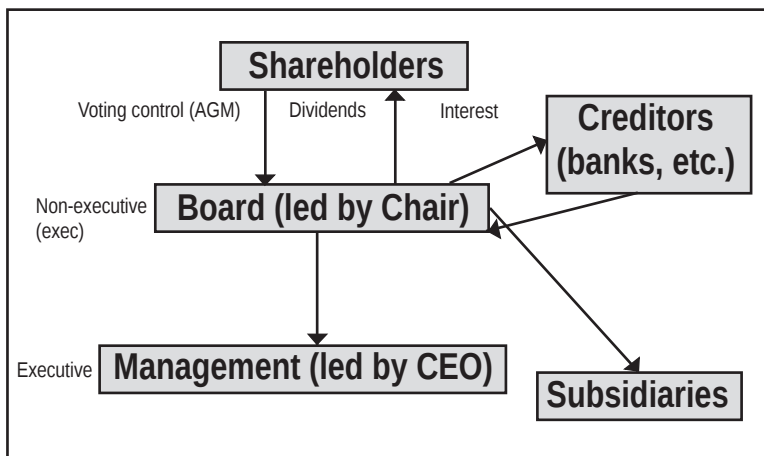 Shareholders
Voting control (AGM)
Dividends
Interest
Creditors
(banks, etc.)
Non-executive
(exec)
Board (led by Chair)
Executive
Management (led by CEO)
Subsidiaries